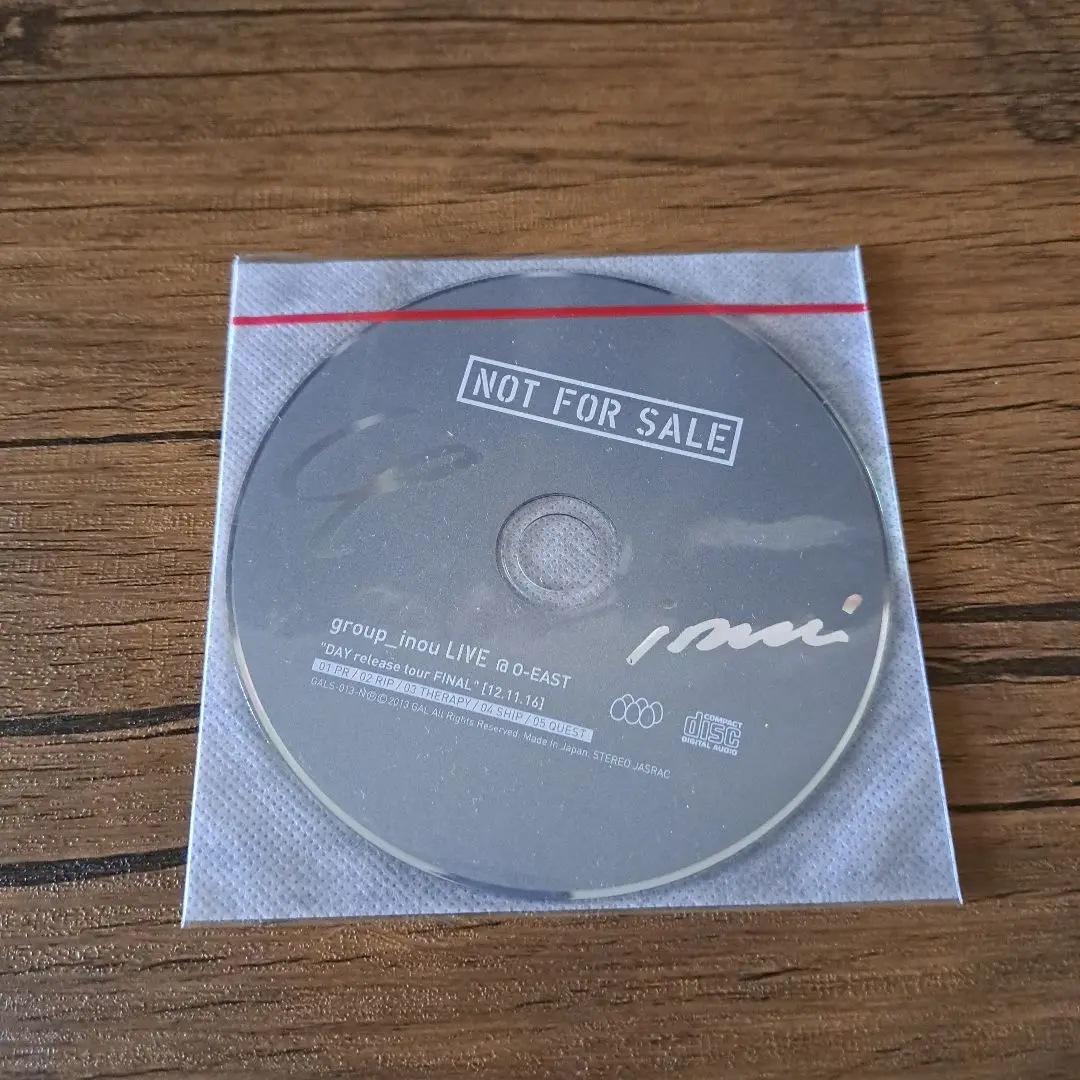 NOT FOR SALE
group_inou LIVE @ O-EAST
"DAY release tour FINAL" [12.11.16]
01 PR / 02 RIP / 03 THERAPY / 04 SHIP / 05 QUEST
GALS-013-N ℗ © 2013 GAL All Rights Reserved. Made in Japan. STEREO JASRAC
COMPACT
disc
DIGITAL AUDIO